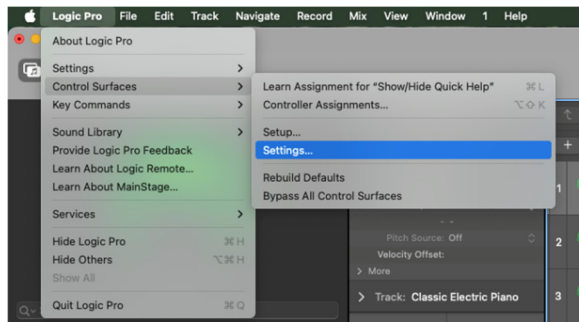 Logic Pro File Edit Track Navigate Record Mix View Window 1 Help
About Logic Pro
Settings >
Control Surfaces >
Key Commands >
Sound Library >
Provide Logic Pro Feedback
Learn About Logic Remote...
Learn About MainStage...
Services >
Hide Logic Pro ⌘ H
Hide Others ⌥⌘ H
Show All
Quit Logic Pro ⌘ Q
Learn Assignment for "Show/Hide Quick Help" ⌘ L
Controller Assignments... ⌥⇧ K
Setup...
Settings...
Rebuild Defaults
Bypass All Control Surfaces
Pitch Source: Off
Velocity Offset:
> More
> Track: Classic Electric Piano
1
2
3